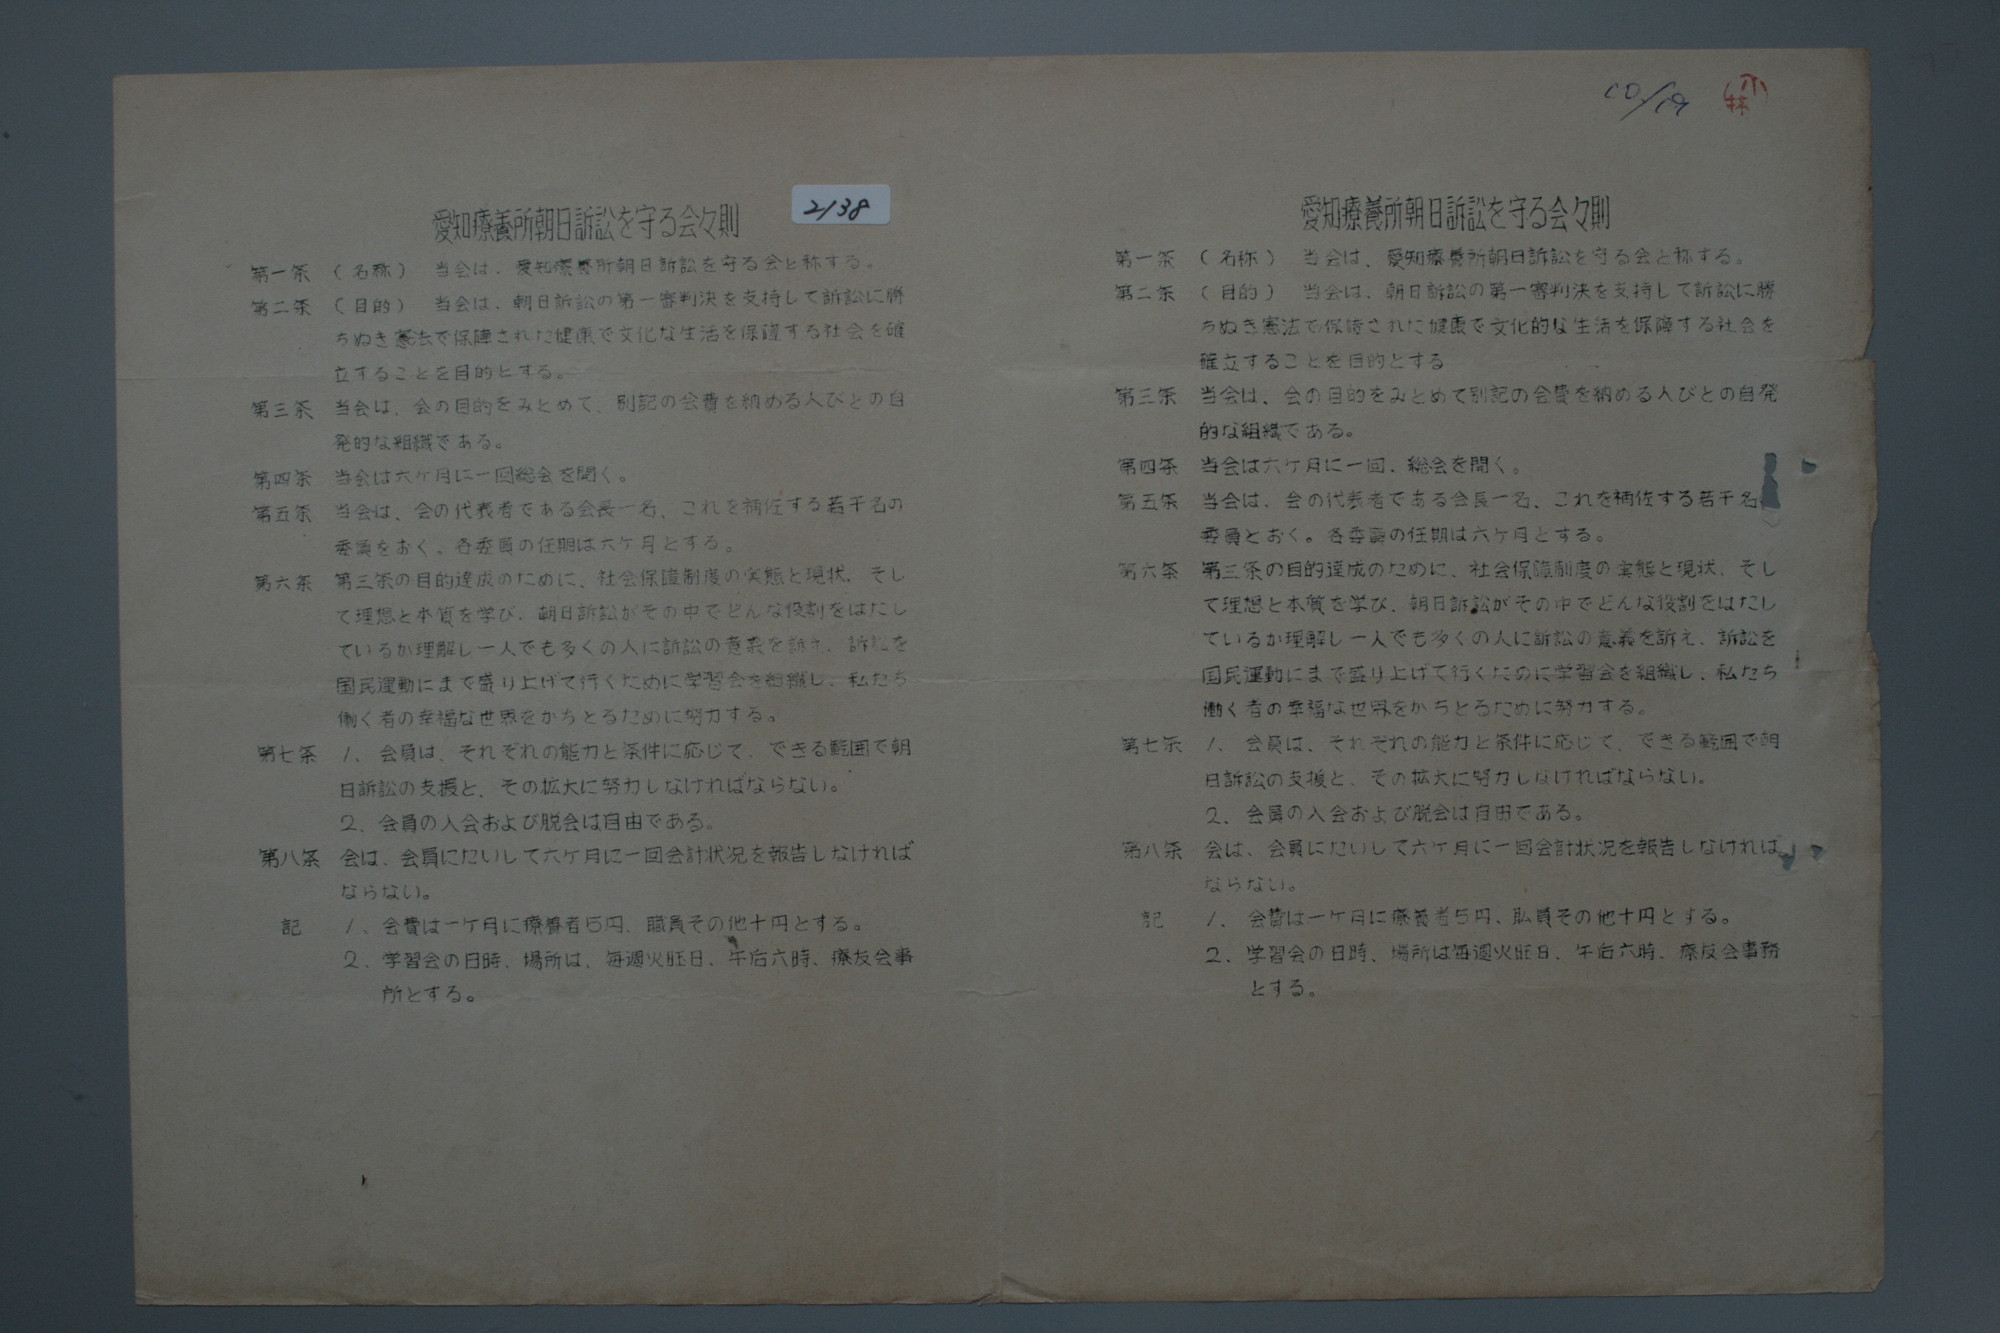 愛知療養所朝日訴訟を守る会々則
2138
第一条 (名称) 当会は、愛知療養所朝日訴訟を守る会と称する。
第二条 (目的) 当会は、朝日訴訟の第一審判決を支持して訴訟に勝
ちぬき憲法で保障された健康で文化な生活を保障する社会を確
立することを目的とする。
第三条 当会は、会の目的をみとめて、別記の会費を納める人びとの自
発的な組織である。
第四条 当会は六ケ月に一回総会を開く。
第五条 当会は、会の代表者である会長一名、これを補佐する若干名の
委員をおく。各委員の任期は六ケ月とする。
第六条 第三条の目的達成のために、社会保障制度の実態と現状、そし
て理想と本質を学び、朝日訴訟がその中でどんな役割をはたし
ているか理解し一人でも多くの人に訴訟の意義を訴え、訴訟を
国民運動にまで盛り上げて行くために学習会を組織し、私たち
働く者の幸福な世界をかちとるために努力する。
第七条 1、会員は、それぞれの能力と条件に応じて、できる範囲で朝
日訴訟の支援と、その拡大に努力しなければならない。
2、会員の入会および脱会は自由である。
第八条 会は、会員にたいして六ケ月に一回会計状況を報告しなければ
ならない。
記 1、会費は一ケ月に療養者5円、職員その他十円とする。
2、学習会の日時、場所は、毎週火旺日、午后六時、療友会事
所とする。
10/19
小林
愛知療養所朝日訴訟を守る会々則
第一条 (名称) 当会は、愛知療養所朝日訴訟を守る会と称する。
第二条 (目的) 当会は、朝日訴訟の第一審判決を支持して訴訟に勝
ちぬき憲法で保障された健康で文化的な生活を保障する社会を
確立することを目的とする
第三条 当会は、会の目的をみとめて別記の会費を納める人びとの自発
的な組織である。
第四条 当会は六ケ月に一回、総会を開く。
第五条 当会は、会の代表者である会長一名、これを補佐する若干名
委員とおく。各委員の任期は六ケ月とする。
第六条 第三条の目的達成のために、社会保障制度の実態と現状、そし
て理想と本質を学び、朝日訴訟がその中でどんな役割をはたし
ているか理解し一人でも多くの人に訴訟の意義を訴え、訴訟を
国民運動にまで盛り上げて行くために学習会を組織し、私たち
働く者の幸福な世界をかちとるために努力する。
第七条 1、会員は、それぞれの能力と条件に応じて、できる範囲で朝
日訴訟の支援と、その拡大に努力しなければならない。
2、会員の入会および脱会は自由である。
第八条 会は、会員にたいして六ケ月に一回会計状況を報告しなければ
ならない。
記 1、会費は一ケ月に療養者5円、職員その他十円とする。
2、学習会の日時、場所は毎週火旺日、午后六時、療友会事務
とする。